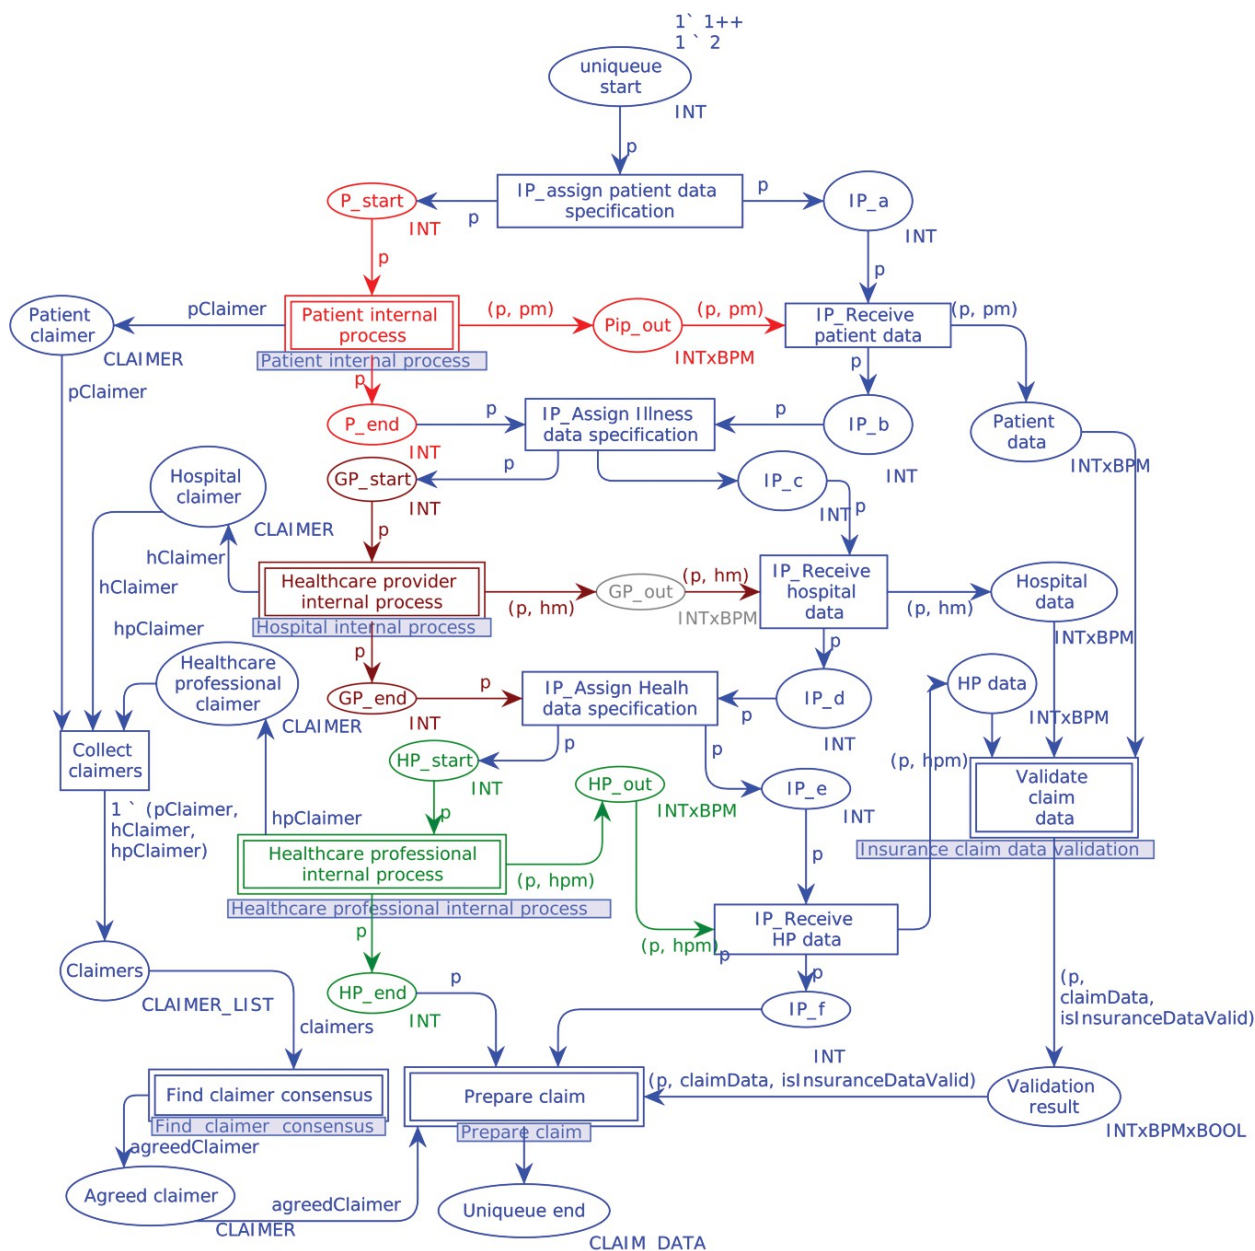 1` 1++
1 ` 2
uniqueue
start
INT
p
IP_assign patient data
specification
p
p
P_start
INT
IP_a
INT
p
p
Patient
claimer
CLAIMER
pClaimer
Patient internal
process
Patient internal process
(p, pm)
Pip_out
INTxBPM
(p, pm)
IP_Receive
patient data
(p, pm)
pClaimer
p
p
P_end
INT
p
IP_Assign Illness
data specification
p
IP_b
INT
Patient
data
INTxBPM
Hospital
claimer
CLAIMER
GP_start
INT
p
IP_c
INT
p
p
hClaimer
hClaimer
Healthcare provider
internal process
Hospital internal process
(p, hm)
GP_out
INTxBPM
(p, hm)
IP_Receive
hospital
data
(p, hm)
Hospital
data
INTxBPM
hpClaimer
p
p
Healthcare
professional
claimer
CLAIMER
GP_end
INT
p
IP_Assign Healh
data specification
p
IP_d
INT
HP data
INTxBPM
Collect
claimers
HP_start
INT
p
p
HP_out
INTxBPM
IP_e
INT
(p, hpm)
Validate
claim
data
Insurance claim data validation
1 ` (pClaimer,
hClaimer,
hpClaimer)
hpClaimer
p
Healthcare professional
internal process
Healthcare professional internal process
(p, hpm)
p
p
(p, hpm)
p
IP_Receive
HP data
p
Claimers
CLAIMER_LIST
claimers
HP_end
INT
p
IP_f
INT
(p,
claimData,
isInsuranceDataValid)
Find claimer consensus
Find claimer consensus
Prepare claim
Prepare claim
(p, claimData, isInsuranceDataValid)
Validation
result
INTxBPMxBOOL
agreedClaimer
Agreed claimer
CLAIMER
agreedClaimer
Uniqueue end
CLAIM_DATA